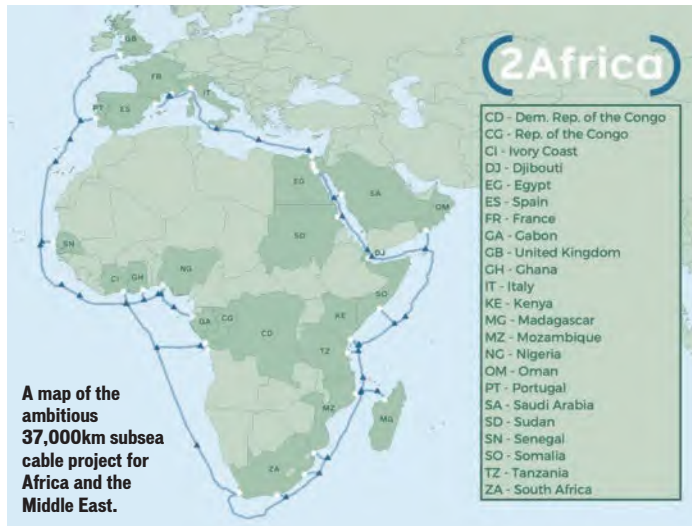 2Africa
GB
FR
IT
PT
ES
EG
SA
OM
SD
DJ
SN
CI
GH
NG
SO
GA
CG
CD
KE
TZ
MZ
MG
ZA
CD - Dem. Rep. of the Congo
CG - Rep. of the Congo
CI - Ivory Coast
DJ - Djibouti
EG - Egypt
ES - Spain
FR - France
GA - Gabon
GB - United Kingdom
GH - Ghana
IT - Italy
KE - Kenya
MG - Madagascar
MZ - Mozambique
NG - Nigeria
OM - Oman
PT - Portugal
SA - Saudi Arabia
SD - Sudan
SN - Senegal
SO - Somalia
TZ - Tanzania
ZA - South Africa
A map of the
ambitious
37,000km subsea
cable project for
Africa and the
Middle East.